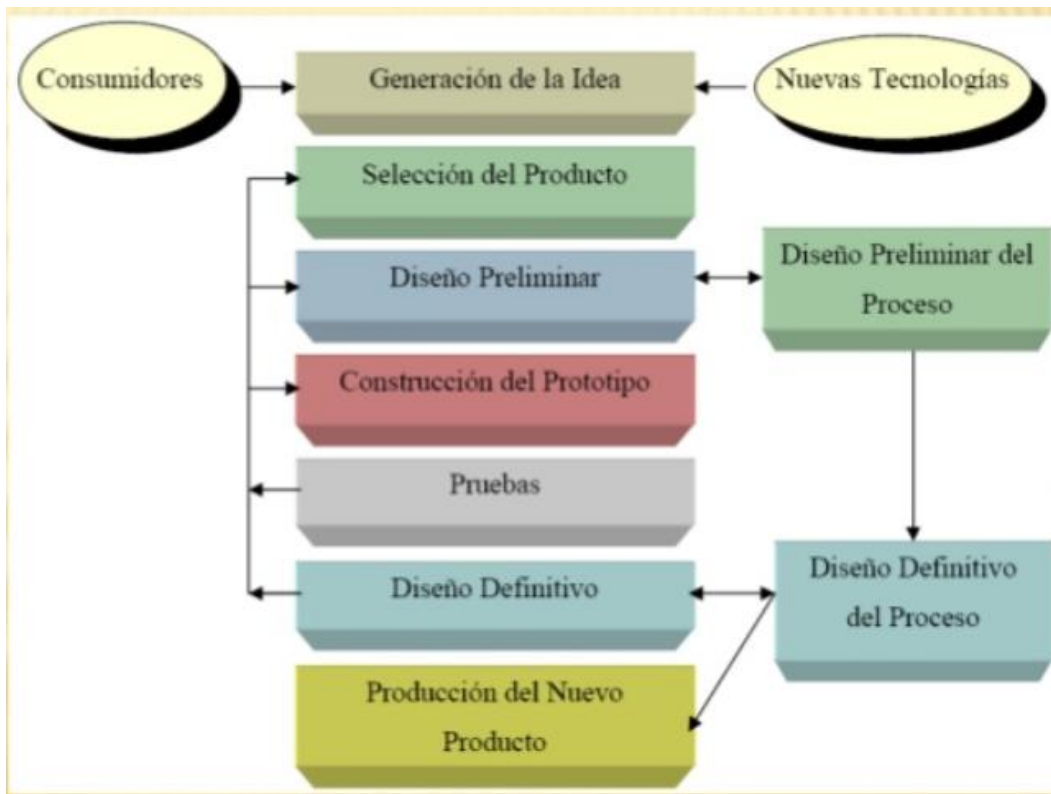 Consumidores
Generación de la Idea
Nuevas Tecnologías
Selección del Producto
Diseño Preliminar
Diseño Preliminar del
Proceso
Construcción del Prototipo
Pruebas
Diseño Definitivo
Diseño Definitivo
del Proceso
Producción del Nuevo
Producto